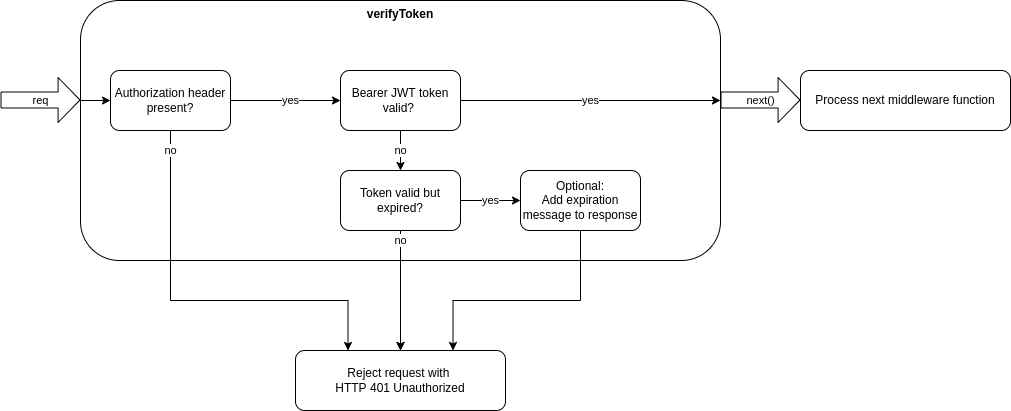 verifyToken
req
Authorization header
present?
yes
Bearer JWT token
valid?
yes
next()
Process next middleware function
no
no
Token valid but
expired?
yes
Optional:
Add expiration
message to response
no
Reject request with
HTTP 401 Unauthorized